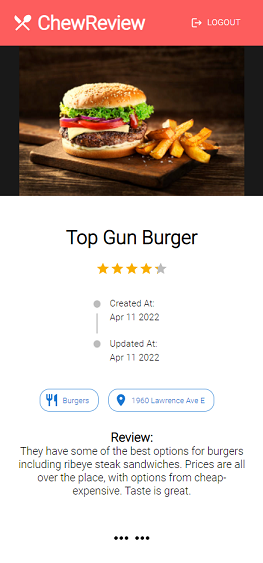 ChewReview
LOGOUT
Top Gun Burger
Created At:
Apr 11 2022
Updated At:
Apr 11 2022
Burgers
1960 Lawrence Ave E
Review:
They have some of the best options for burgers
including ribeye steak sandwiches. Prices are all
over the place, with options from cheap-
expensive. Taste is great.